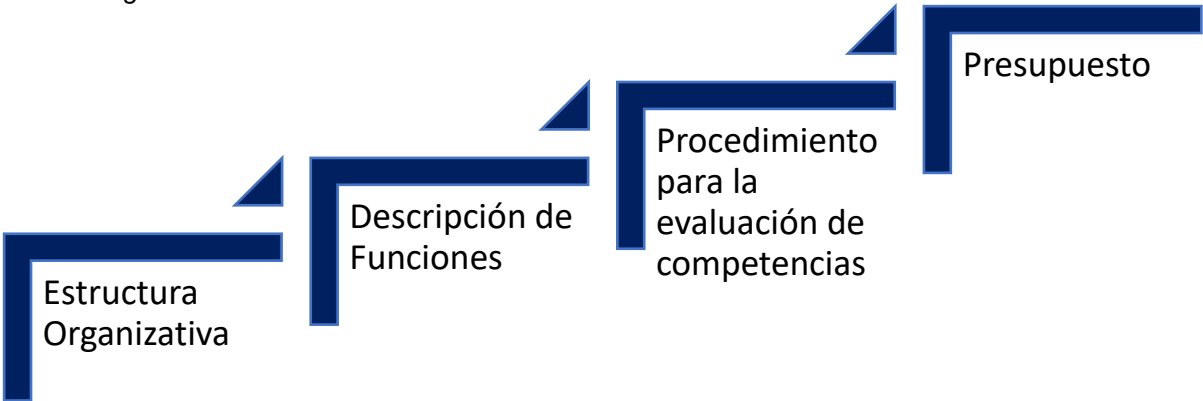 Estructura
Organizativa
Descripción de
Funciones
Procedimiento
para la
evaluación de
competencias
Presupuesto